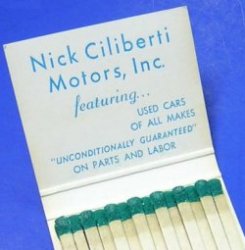 Nick Ciliberti
Motors, Inc.
featuring...
USED CARS
OF ALL MAKES
"UNCONDITIONALLY GUARANTEED"
ON PARTS AND LABOR